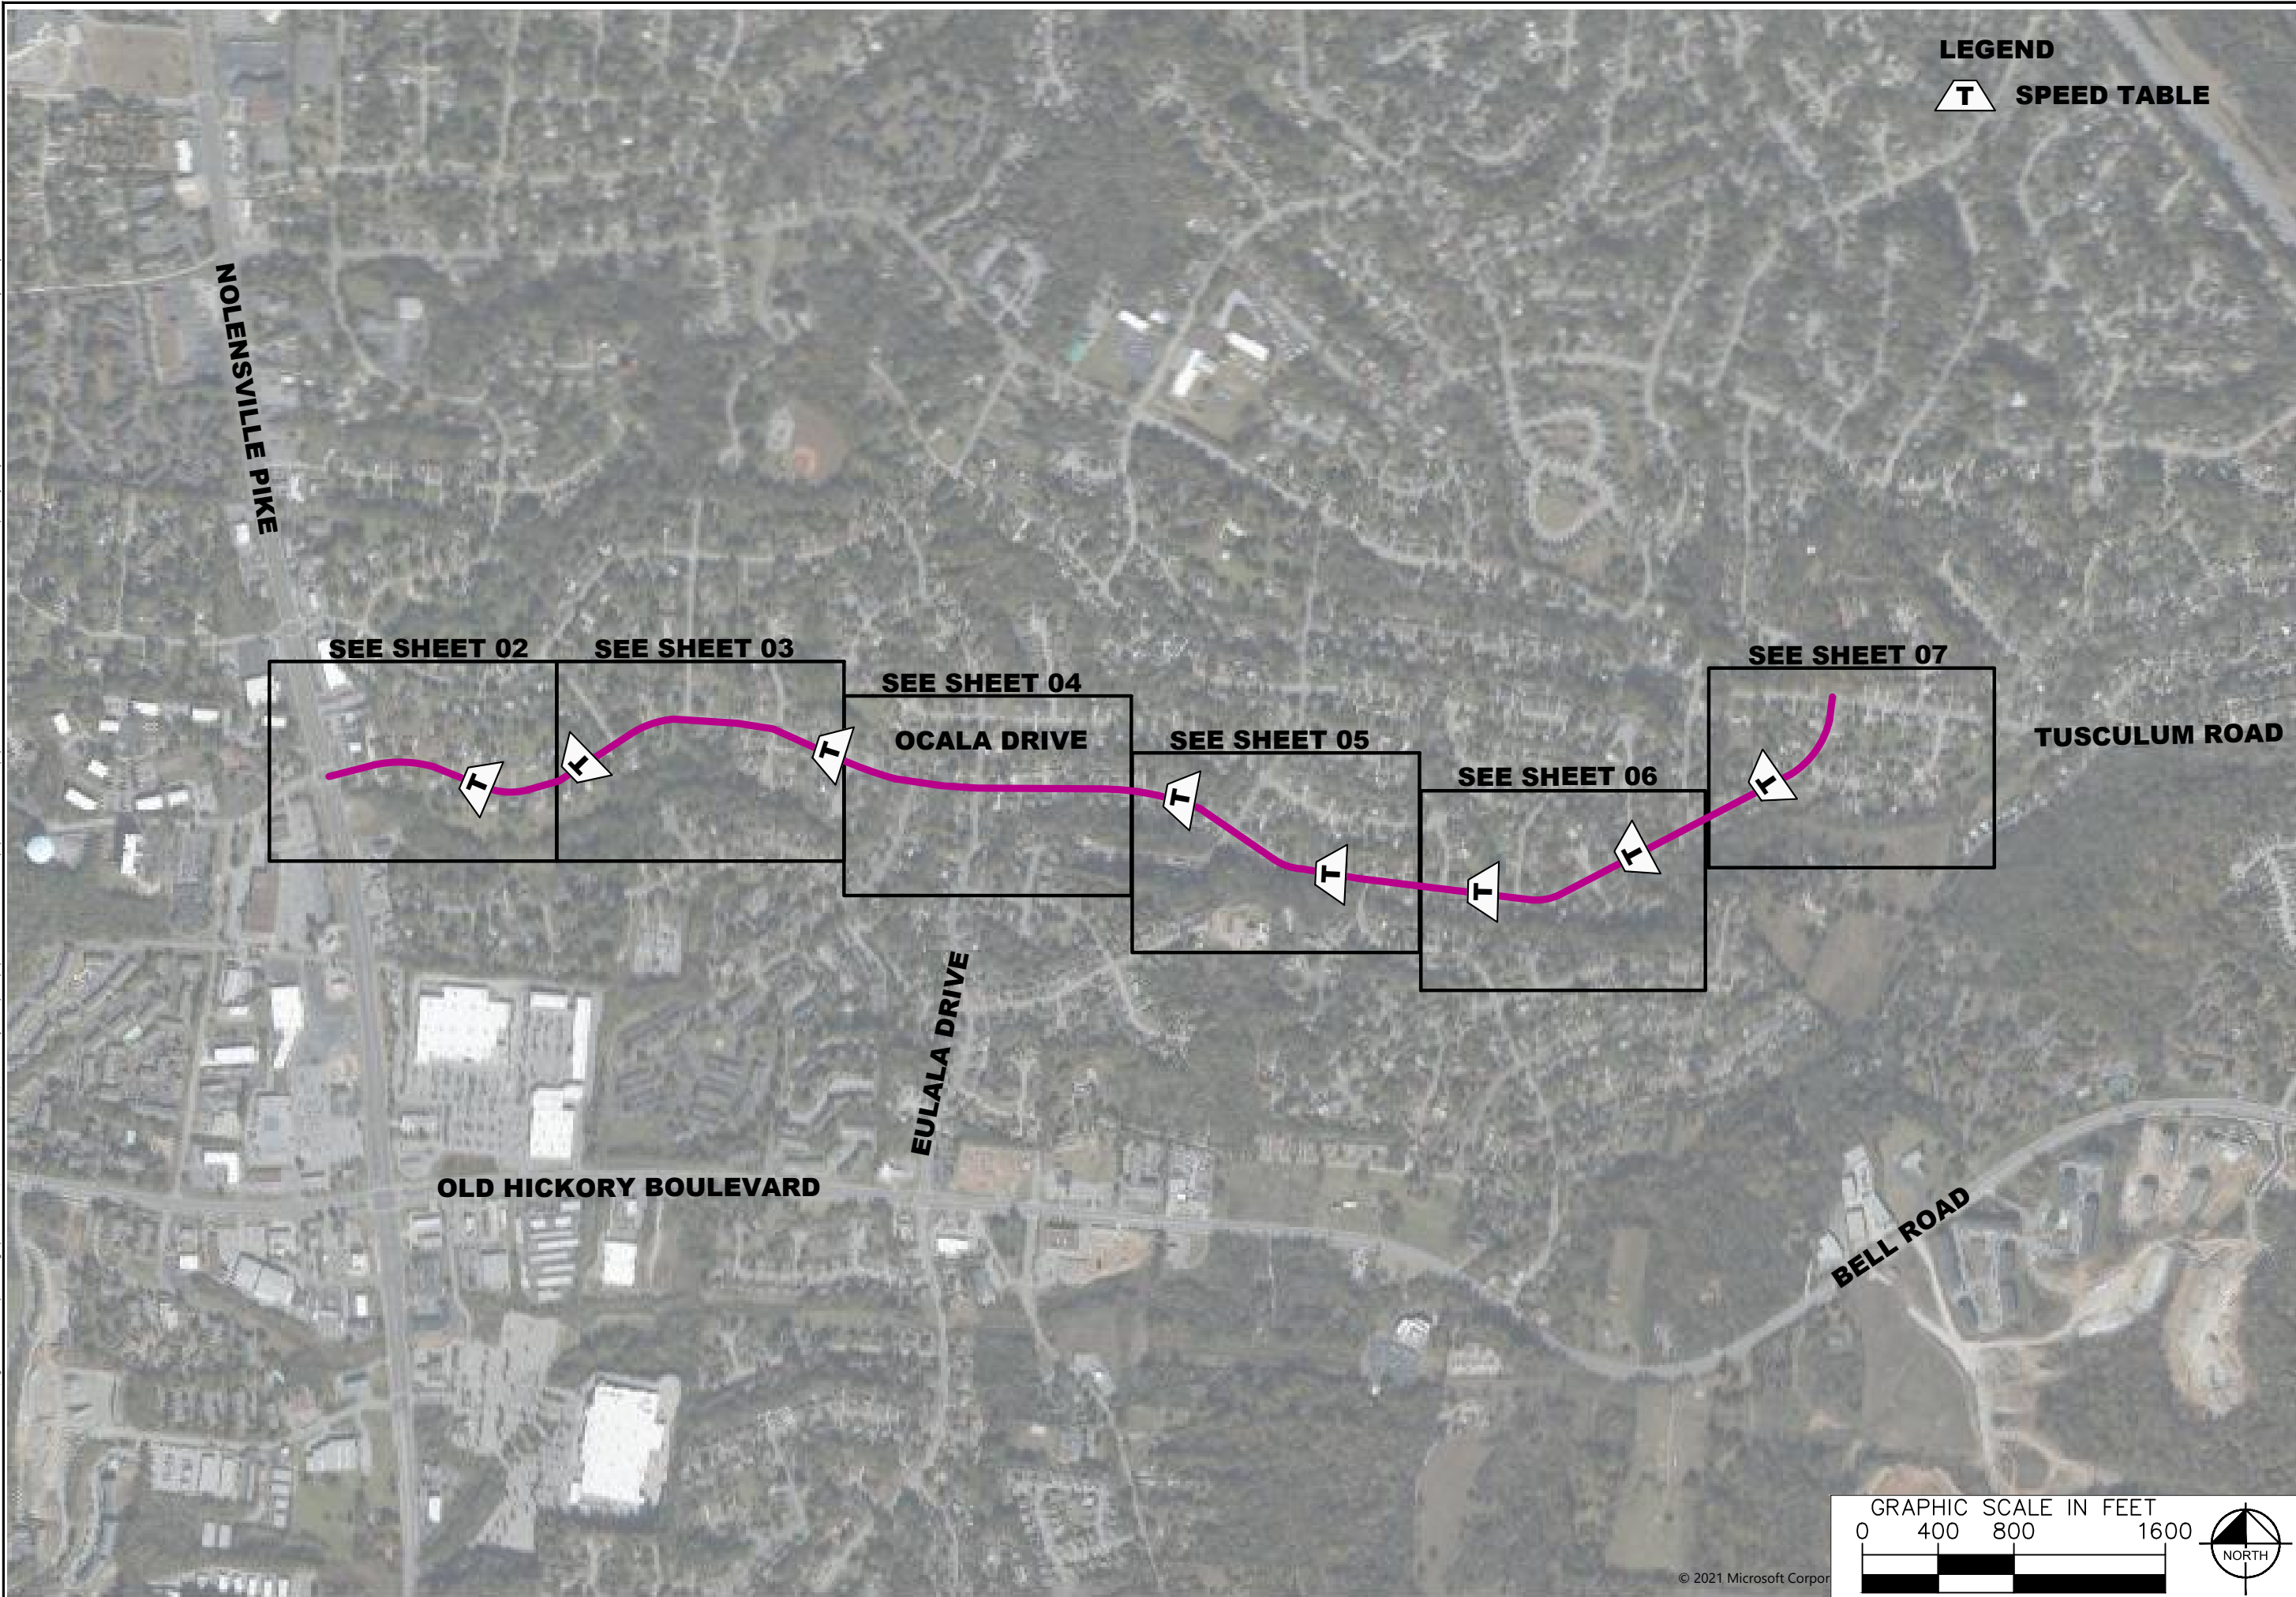 LEGEND
T SPEED TABLE
NOLENSVILLE PIKE
SEE SHEET 02
SEE SHEET 03
SEE SHEET 04
SEE SHEET 05
SEE SHEET 06
SEE SHEET 07
OCALA DRIVE
TUSCULUM ROAD
T
T
T
T
T
T
T
T
EULALA DRIVE
OLD HICKORY BOULEVARD
BELL ROAD
GRAPHIC SCALE IN FEET
0 400 800 1600
NORTH
© 2021 Microsoft Corpor